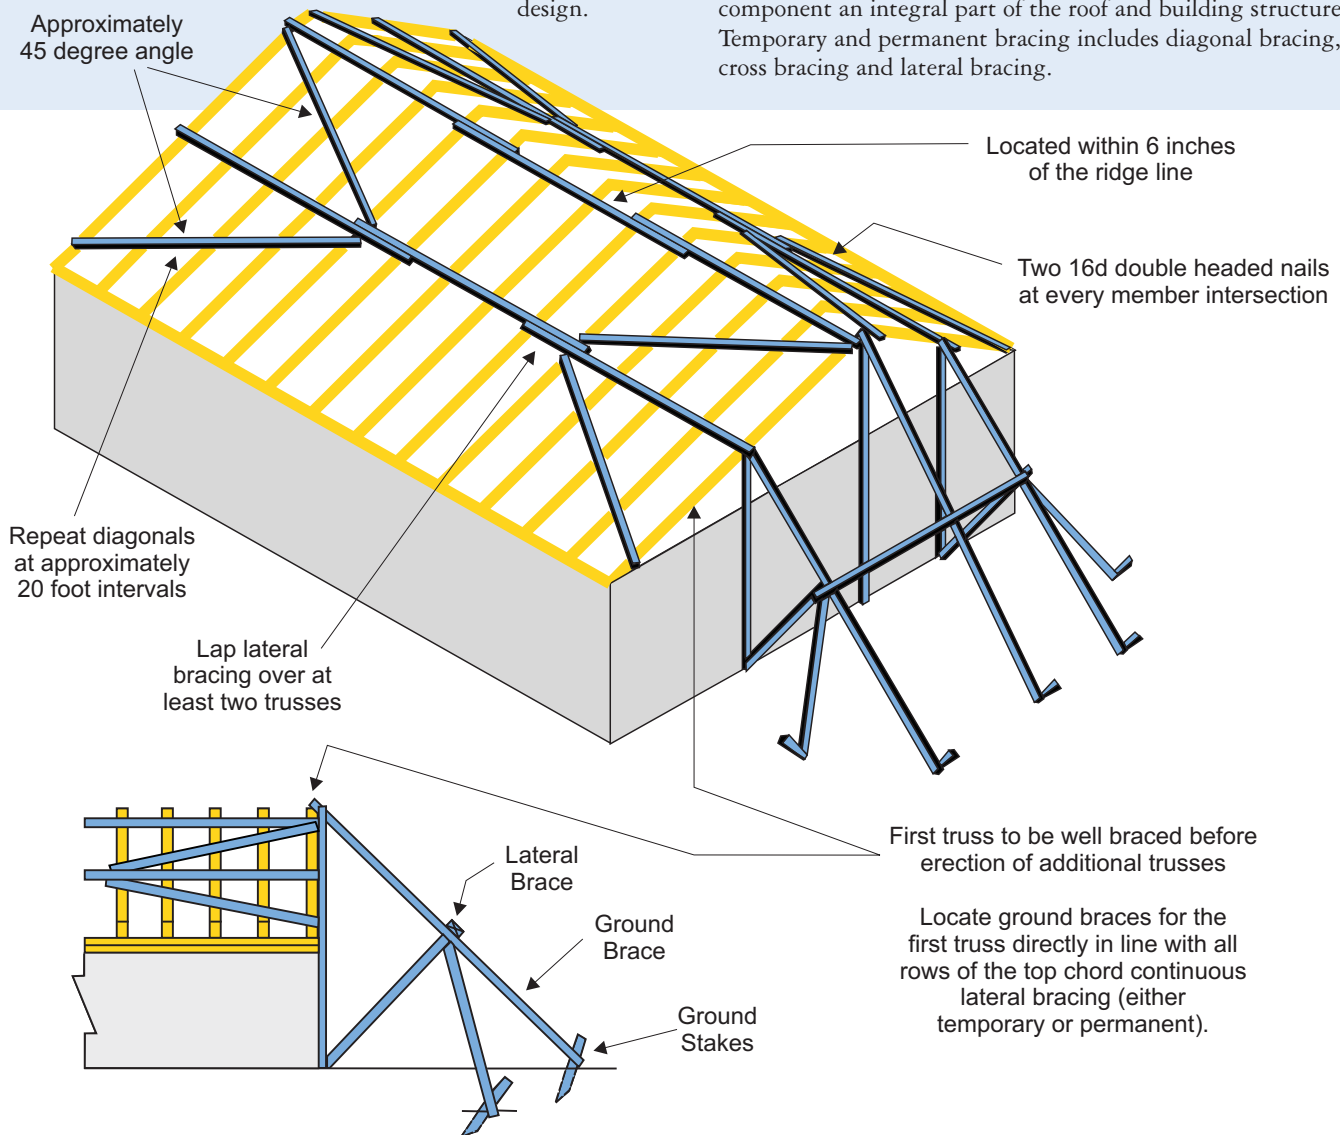 design.
component an integral part of the roof and building structure
Temporary and permanent bracing includes diagonal bracing,
cross bracing and lateral bracing.
Approximately
45 degree angle
Located within 6 inches
of the ridge line
Two 16d double headed nails
at every member intersection
Repeat diagonals
at approximately
20 foot intervals
Lap lateral
bracing over at
least two trusses
First truss to be well braced before
erection of additional trusses
Locate ground braces for the
first truss directly in line with all
rows of the top chord continuous
lateral bracing (either
temporary or permanent).
Lateral
Brace
Ground
Brace
Ground
Stakes